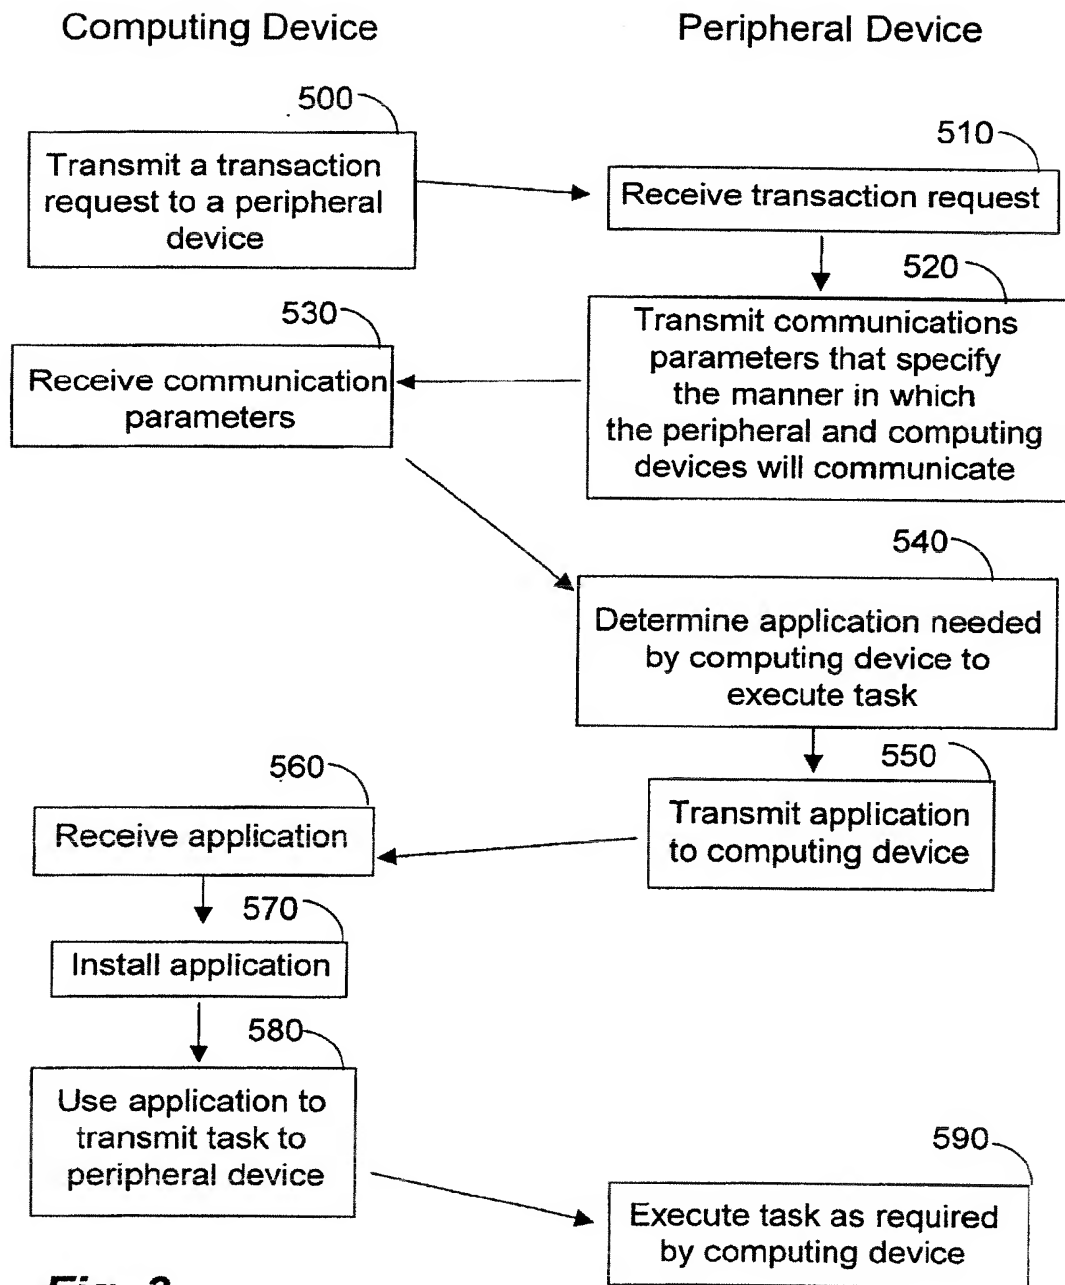 Computing Device
Peripheral Device
500
Transmit a transaction
request to a peripheral
device
510
Receive transaction request
520
Transmit communications
parameters that specify
the manner in which
the peripheral and computing
devices will communicate
530
Receive communication
parameters
540
Determine application needed
by computing device to
execute task
550
Transmit application
to computing device
560
Receive application
570
Install application
580
Use application to
transmit task to
peripheral device
590
Execute task as required
by computing device